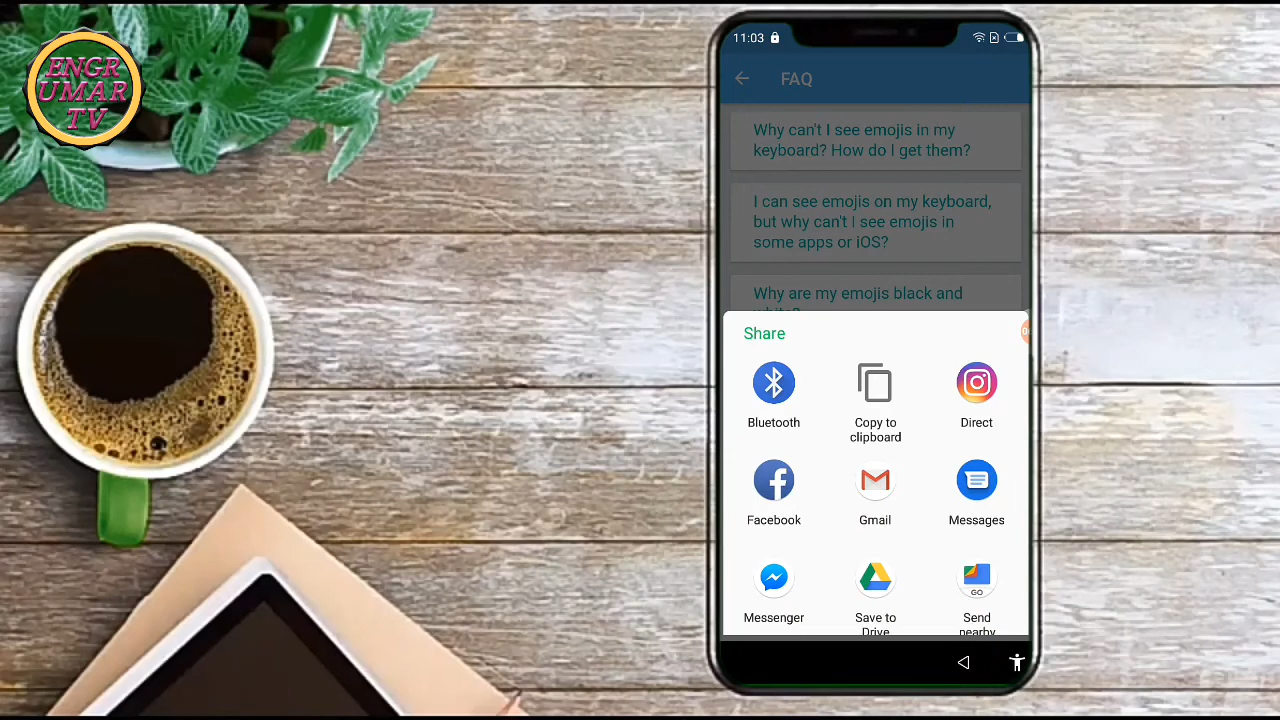 ENGR
UMAR
TV
11:03
FAQ
Why can't I see emojis in my
keyboard? How do I get them?
I can see emojis on my keyboard,
but why can't I see emojis in
some apps or iOS?
Why are my emojis black and
white?
Share
Bluetooth
Copy to
clipboard
Direct
Facebook
Gmail
Messages
Messenger
Save to
Drive
GO
Send
nearby